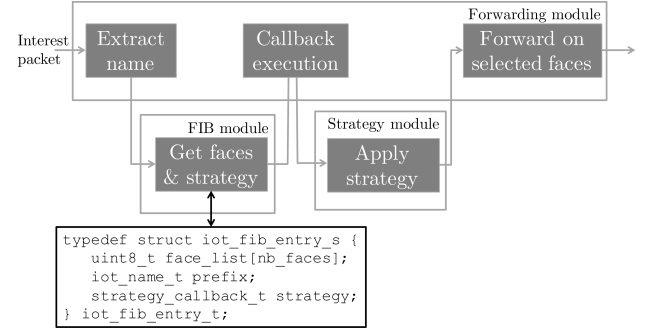 Forwarding module
Interest
packet
Extract
name
Callback
execution
Forward on
selected faces
FIB module
Get faces
& strategy
Strategy module
Apply
strategy
typedef struct iot_fib_entry_s {
uint8_t face_list[nb_faces];
iot_name_t prefix;
strategy_callback_t strategy;
} iot_fib_entry_t;